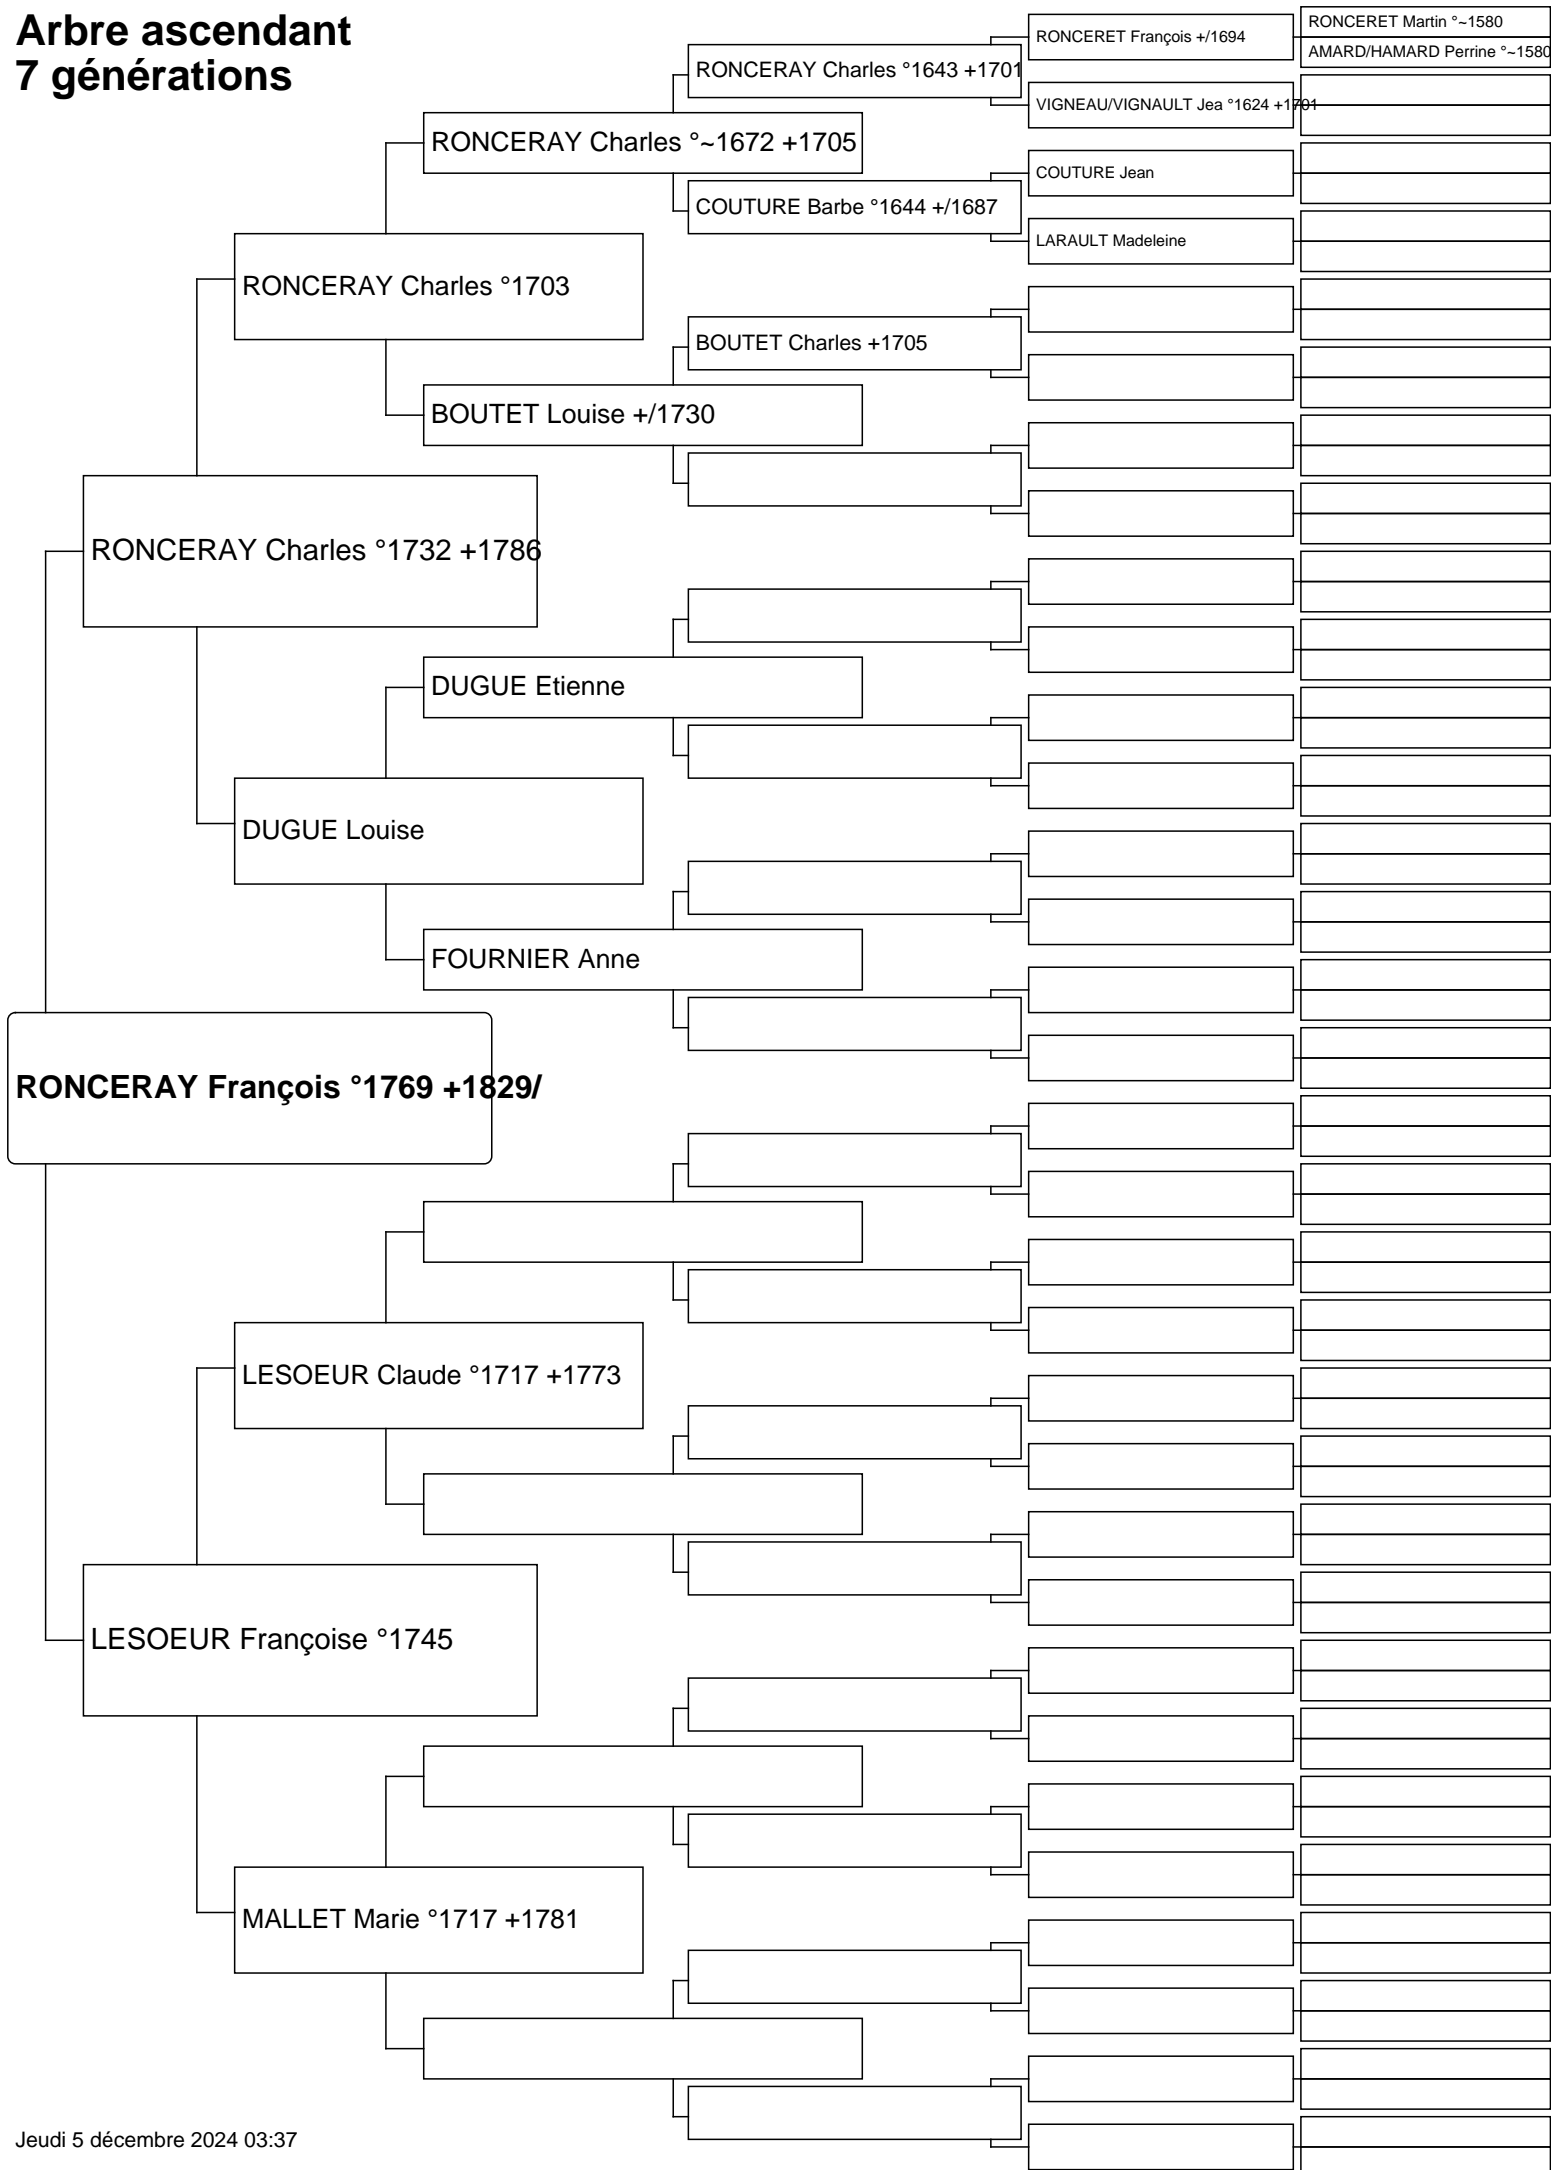 Arbre ascendant
7 générations
RONCERET Martin °~1580
RONCERET François +/1694
AMARD/HAMARD Perrine °~1580
RONCERAY Charles °1643 +1701
VIGNEAU/VIGNAULT Jea °1624 +1701
RONCERAY Charles °~1672 +1705
COUTURE Jean
COUTURE Barbe °1644 +/1687
LARAULT Madeleine
RONCERAY Charles °1703
BOUTET Charles +1705
BOUTET Louise +/1730
RONCERAY Charles °1732 +1786
DUGUE Etienne
DUGUE Louise
FOURNIER Anne
RONCERAY François °1769 +1829/
LESOEUR Claude °1717 +1773
LESOEUR Françoise °1745
MALLET Marie °1717 +1781
Jeudi 5 décembre 2024 03:37